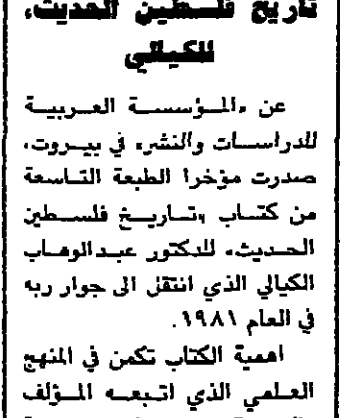 تاريخ فلسطين الحديث،
للكيالي
عن «المؤسسة العربية
للدراسات والنشر» في بيروت،
صدرت مؤخرا الطبعة التاسعة
من كتاب «تاريخ فلسطين
الحديث» للدكتور عبدالوهاب
الكيالي الذي انتقل الى جوار ربه
في العام ١٩٨١.
اهمية الكتاب تكمن في المنهج
العلمي الذي اتبعه المؤلف